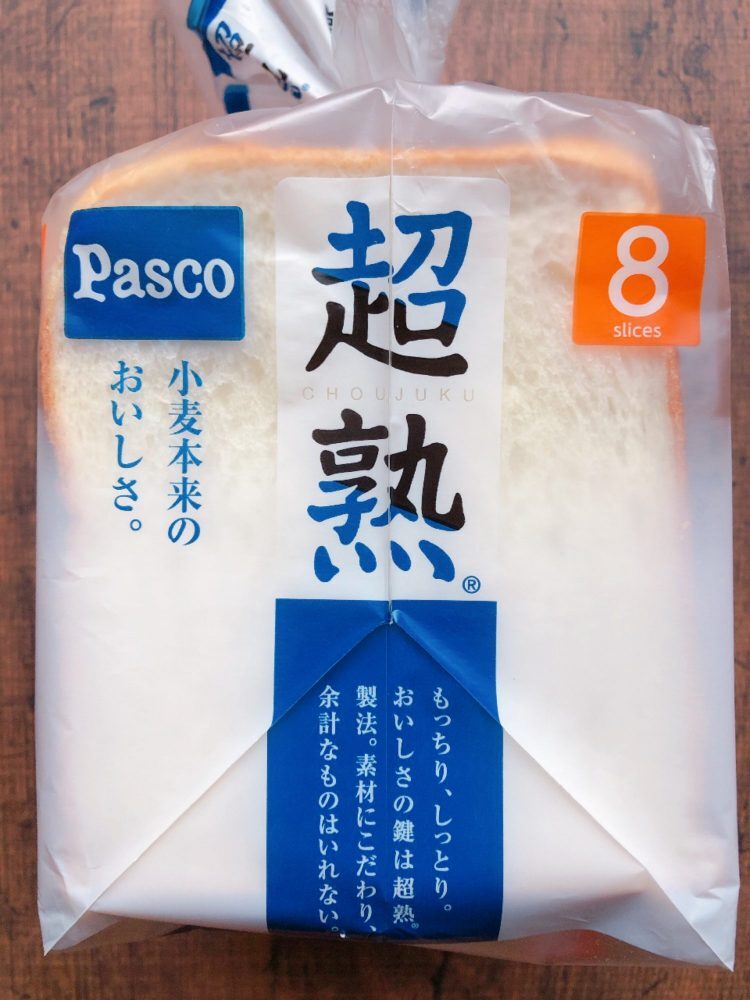 Pasco
超熟
CHOUJUKU
®
8
slices
小麦本来の
おいしさ。
もっちり、しっとり。
おいしさの鍵は超熟®
製法。素材にこだわり、
余計なものはいれない。